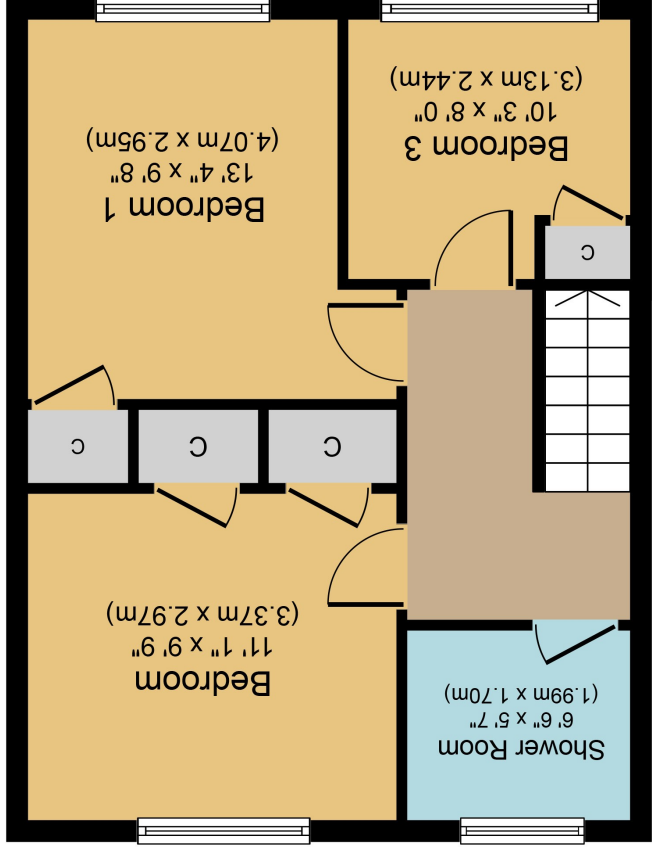 Shower Room
6' 6" x 5' 7"
(1.99m x 1.70m)
Bedroom
11' 1" x 9' 9"
(3.37m x 2.97m)
C
C
C
C
Bedroom 3
10' 3" x 8' 0"
(3.13m x 2.44m)
Bedroom 1
13' 4" x 9' 8"
(4.07m x 2.95m)